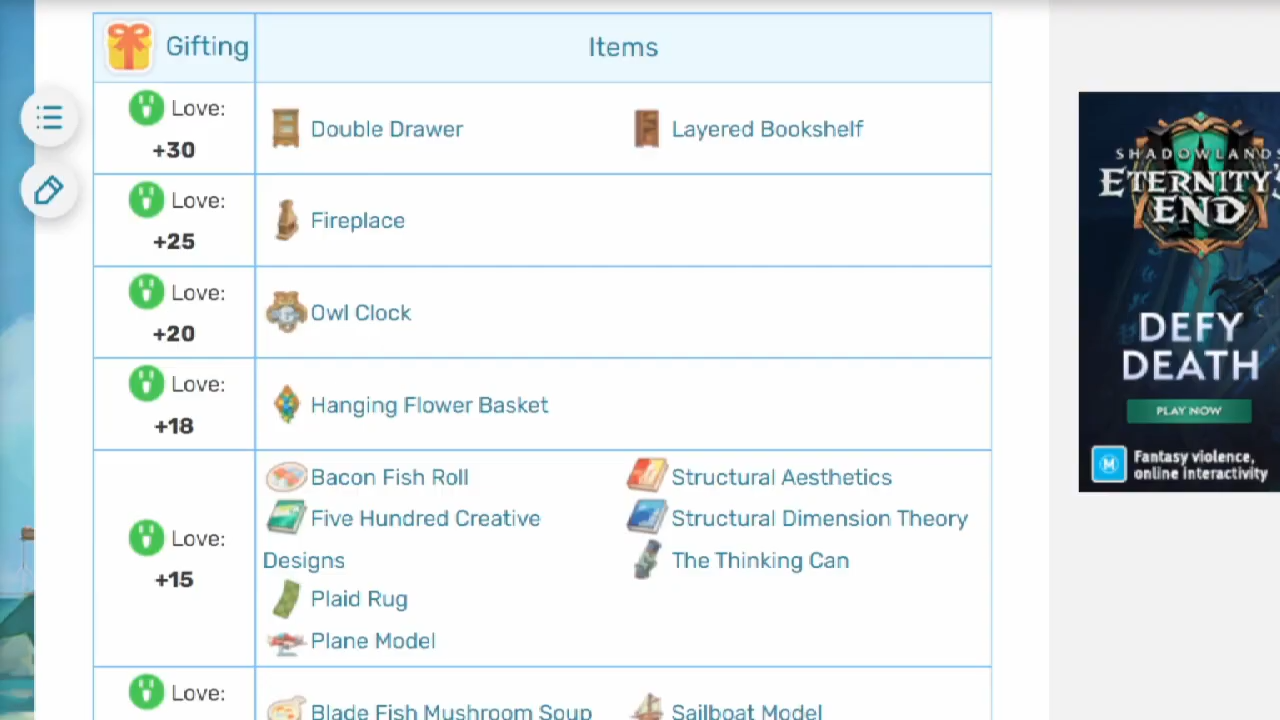 Gifting
Items
Love:
+30
Double Drawer
Layered Bookshelf
Love:
+25
Fireplace
Love:
+20
Owl Clock
Love:
+18
Hanging Flower Basket
Love:
+15
Bacon Fish Roll
Structural Aesthetics
Five Hundred Creative
Designs
Structural Dimension Theory
The Thinking Can
Plaid Rug
Plane Model
Love:
Blade Fish Mushroom Soup
Sailboat Model
SHADOWLANDS
ETERNITY'S
END
DEFY
DEATH
PLAY NOW
M
Fantasy violence,
online interactivity